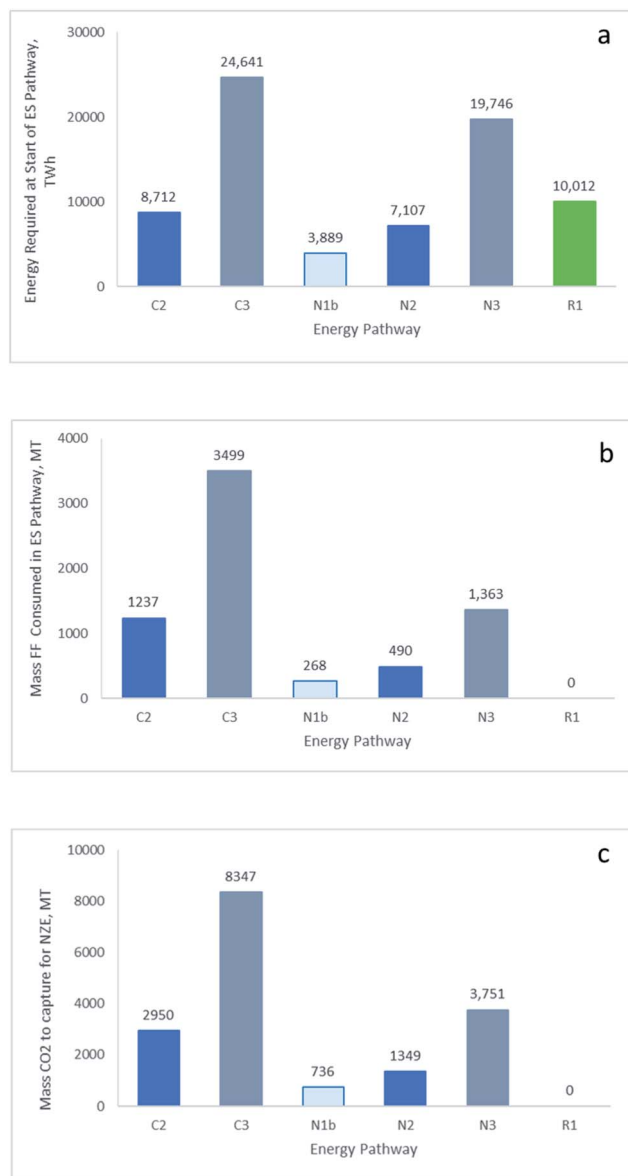 a
Energy Required at Start of ES Pathway,
TWh
30000
20000
10000
0
8,712
24,641
3,889
7,107
19,746
10,012
C2 C3 N1b N2 N3 R1
Energy Pathway
b
Mass FF Consumed in ES Pathway, MT
4000
3000
2000
1000
0
1237
3499
268
490
1,363
0
C2 C3 N1b N2 N3 R1
Energy Pathway
c
Mass CO2 to capture for NZE, MT
10000
8000
6000
4000
2000
0
2950
8347
736
1349
3,751
0
C2 C3 N1b N2 N3 R1
Energy Pathway